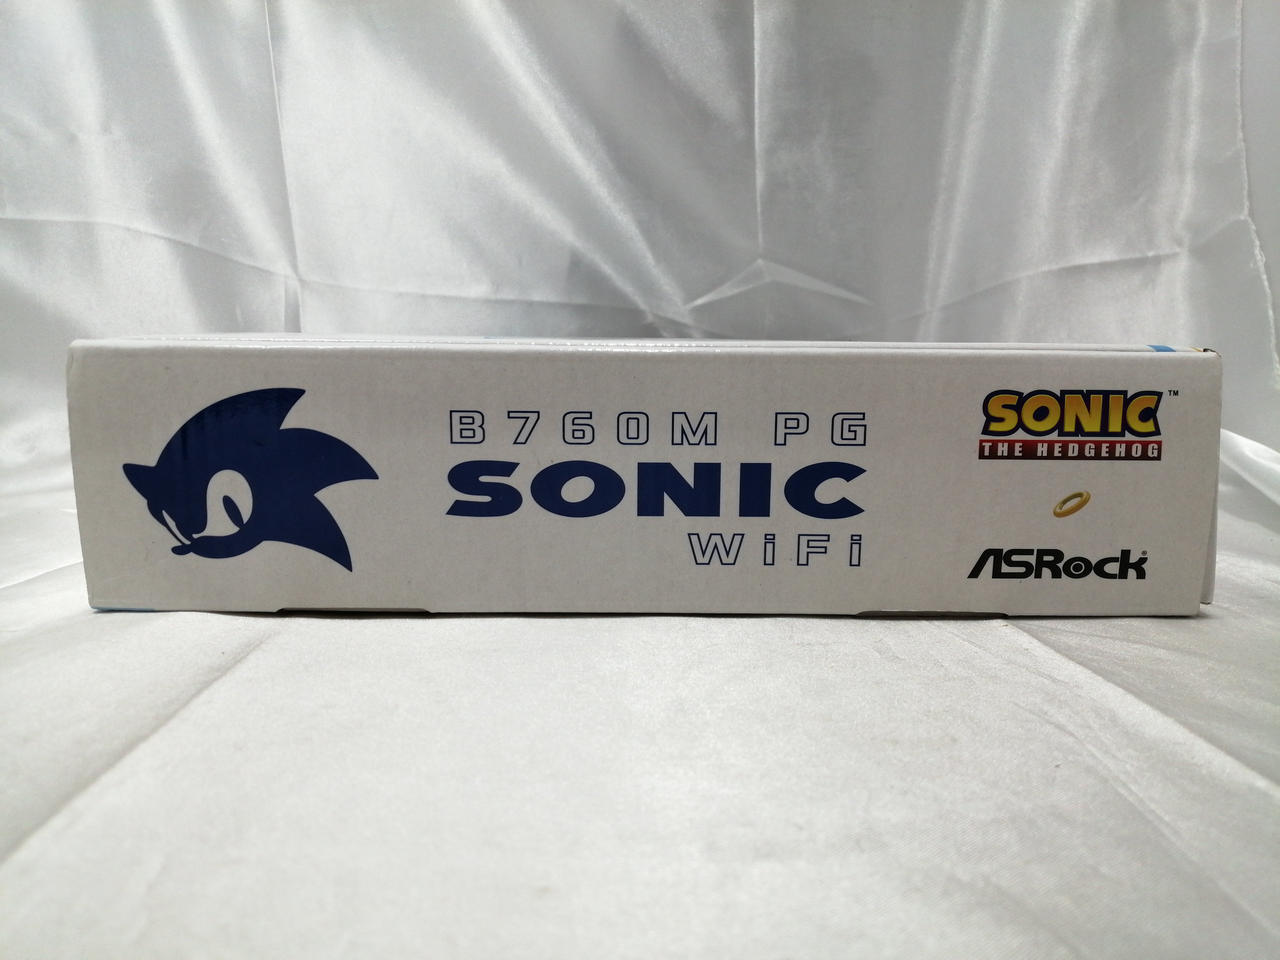 B760M PG
SONIC
WiFi
SONIC™
THE HEDGEHOG
ASRock®